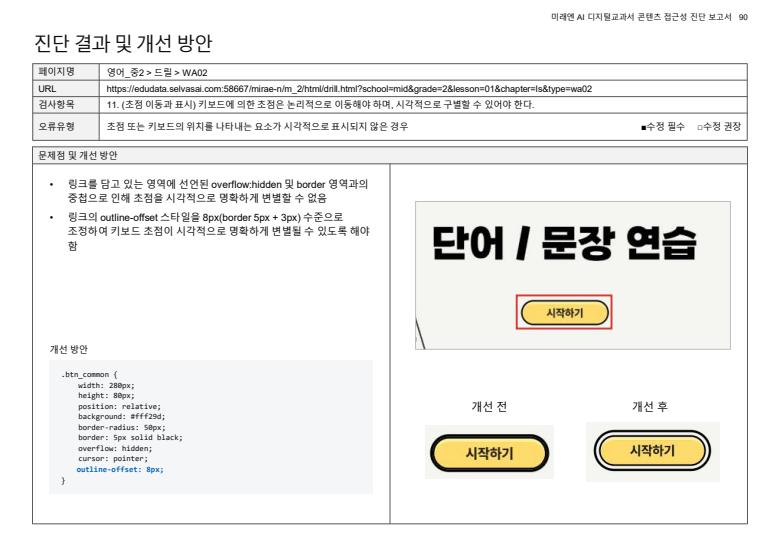 미래엔 AI 디지털교과서 콘텐츠 접근성 진단 보고서 90
진단 결과 및 개선 방안
페이지명 영어_중2 > 드릴 > WA02
URL https://edudata.selvasai.com:58667/mirae-n/m_2/html/drill.html?school=mid&grade=2&lesson=01&chapter=ls&type=wa02
검사항목 11. (초점 이동과 표시) 키보드에 의한 초점은 논리적으로 이동해야 하며, 시각적으로 구별할 수 있어야 한다.
오류유형 초점 또는 키보드의 위치를 나타내는 요소가 시각적으로 표시되지 않은 경우 ■수정 필수 □수정 권장
문제점 및 개선 방안
• 링크를 담고 있는 영역에 선언된 overflow:hidden 및 border 영역과의
중첩으로 인해 초점을 시각적으로 명확하게 변별할 수 없음
• 링크의 outline-offset 스타일을 8px(border 5px + 3px) 수준으로
조정하여 키보드 초점이 시각적으로 명확하게 변별될 수 있도록 해야
함
개선 방안
.btn_common {
width: 280px;
height: 80px;
position: relative;
background: #fff29d;
border-radius: 50px;
border: 5px solid black;
overflow: hidden;
cursor: pointer;
outline-offset: 8px;
}
단어 / 문장 연습
시작하기
개선 전 개선 후
시작하기 시작하기